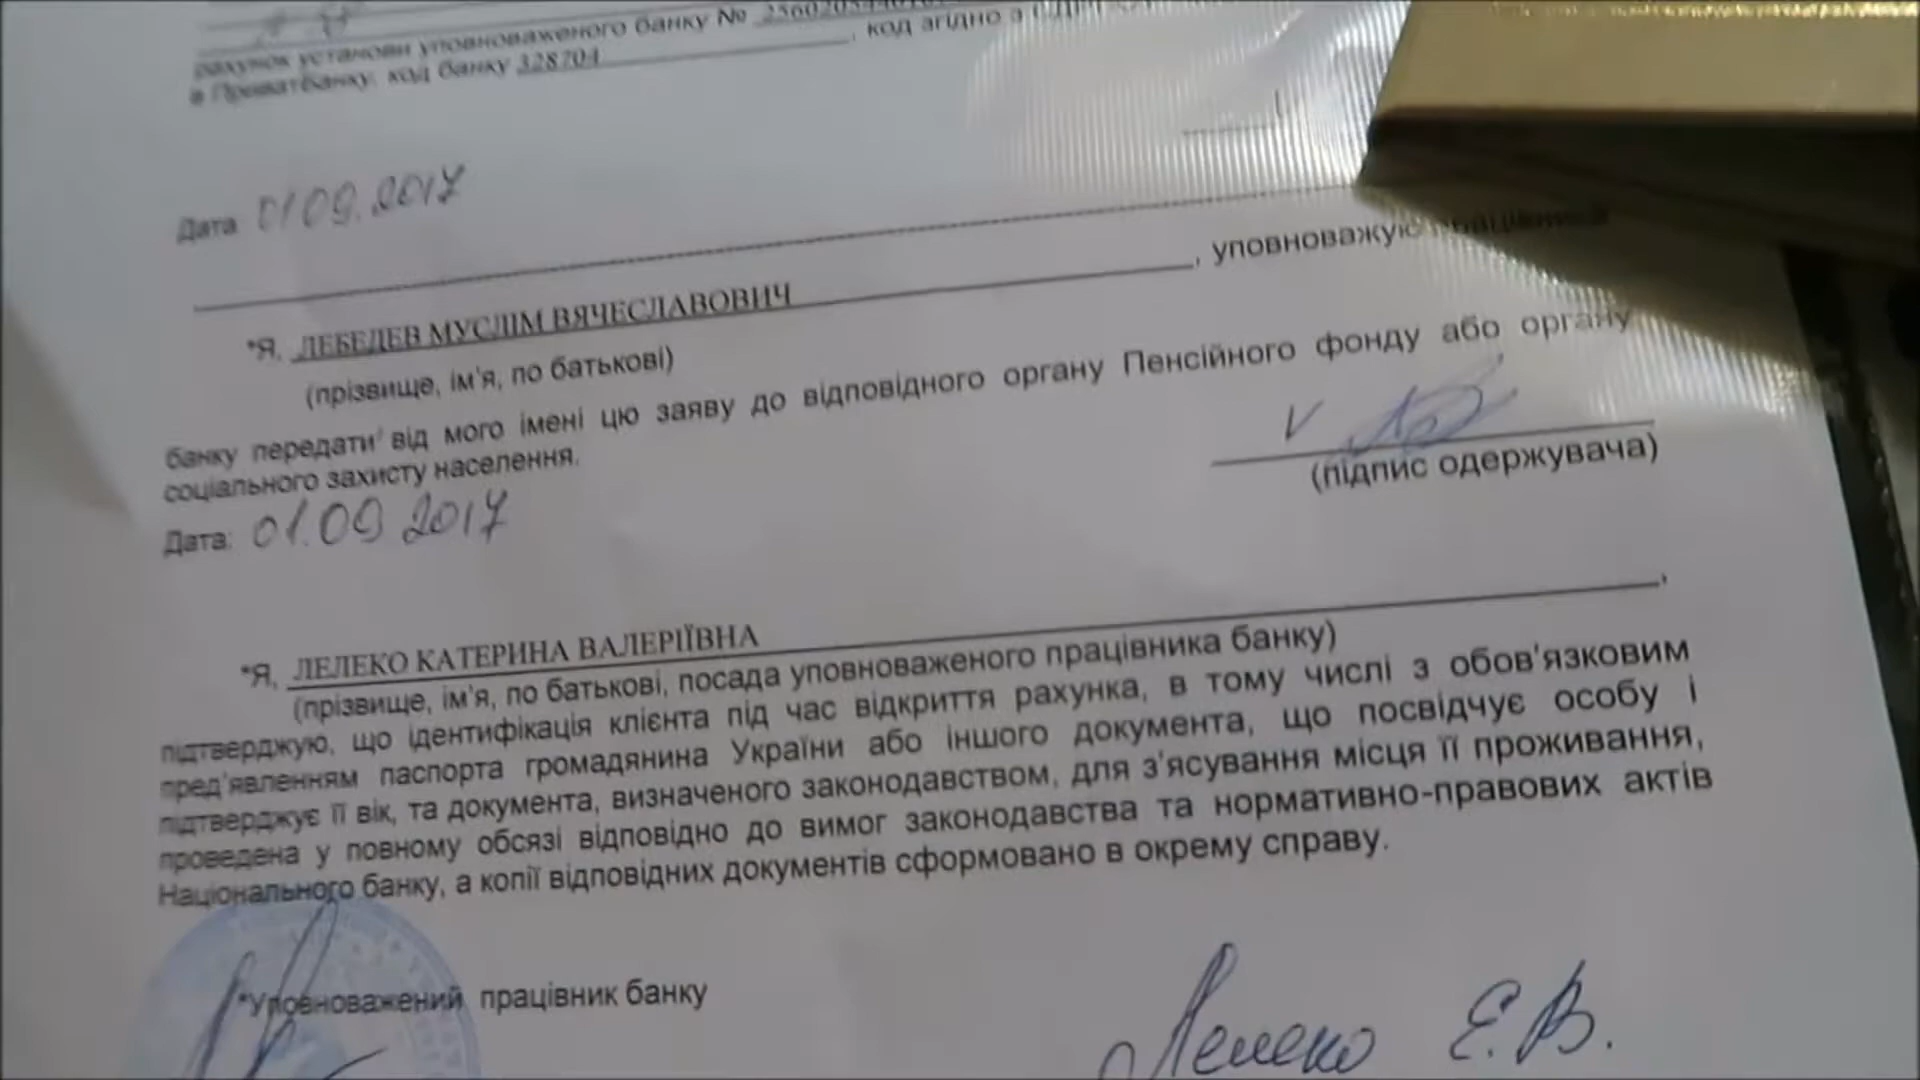 рахунок установи уповноваженого банку № , код згідно з
в Приватбанку, код банку 328704
Дата 01 09. 2017
*Я, ЛЕБЕДЕВ МУСЛІМ ВЯЧЕСЛАВОВИЧ, уповноважую
(прізвище, ім'я, по батькові)
банку передати від мого імені цю заяву до відповідного органу Пенсійного фонду або органу
соціального захисту населення.
V
(підпис одержувача)
Дата: 01.09 2017
*Я, ЛЕЛЕКО КАТЕРИНА ВАЛЕРІЇВНА,
(прізвище, ім'я, по батькові, посада уповноваженого працівника банку)
підтверджую, що ідентифікація клієнта під час відкриття рахунка, в тому числі з обов'язковим
пред'явленням паспорта громадянина України або іншого документа, що посвідчує особу і
підтверджує її вік, та документа, визначеного законодавством, для з'ясування місця її проживання,
проведена у повному обсязі відповідно до вимог законодавства та нормативно-правових актів
Національного банку, а копії відповідних документів сформовано в окрему справу.
*Уповноважений працівник банку
Лелеко Е.В.